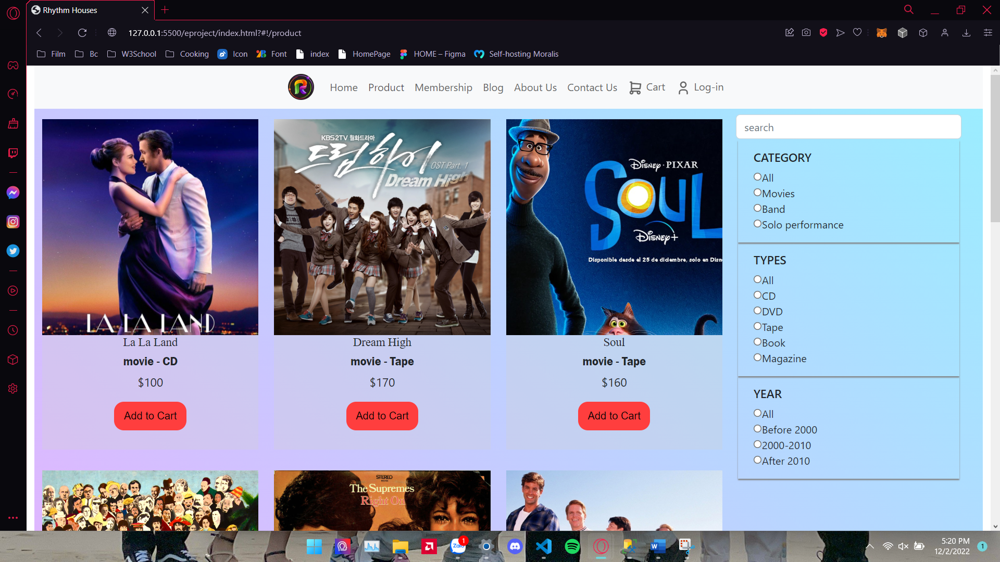 Rhythm Houses
127.0.0.1:5500/eproject/index.html?#!/product
Film Bc W3School Cooking Icon Font index HomePage HOME – Figma Self-hosting Moralis
Home Product Membership Blog About Us Contact Us Cart Log-in
search
CATEGORY
All
Movies
Band
Solo performance
TYPES
All
CD
DVD
Tape
Book
Magazine
YEAR
All
Before 2000
2000-2010
After 2010
LA LA LAND
La La Land
movie - CD
$100
Add to Cart
KBS2TV 월화드라마
드림하이
OST Part. 1
Dream High
Dream High
movie - Tape
$170
Add to Cart
Disney · PIXAR
SOUL
Disney+
Disponible desde el 25 de diciembre, solo en Disn
Soul
movie - Tape
$160
Add to Cart
STEREO
The Supremes
Right On
Zalo
1
W
5:20 PM
12/2/2022
1